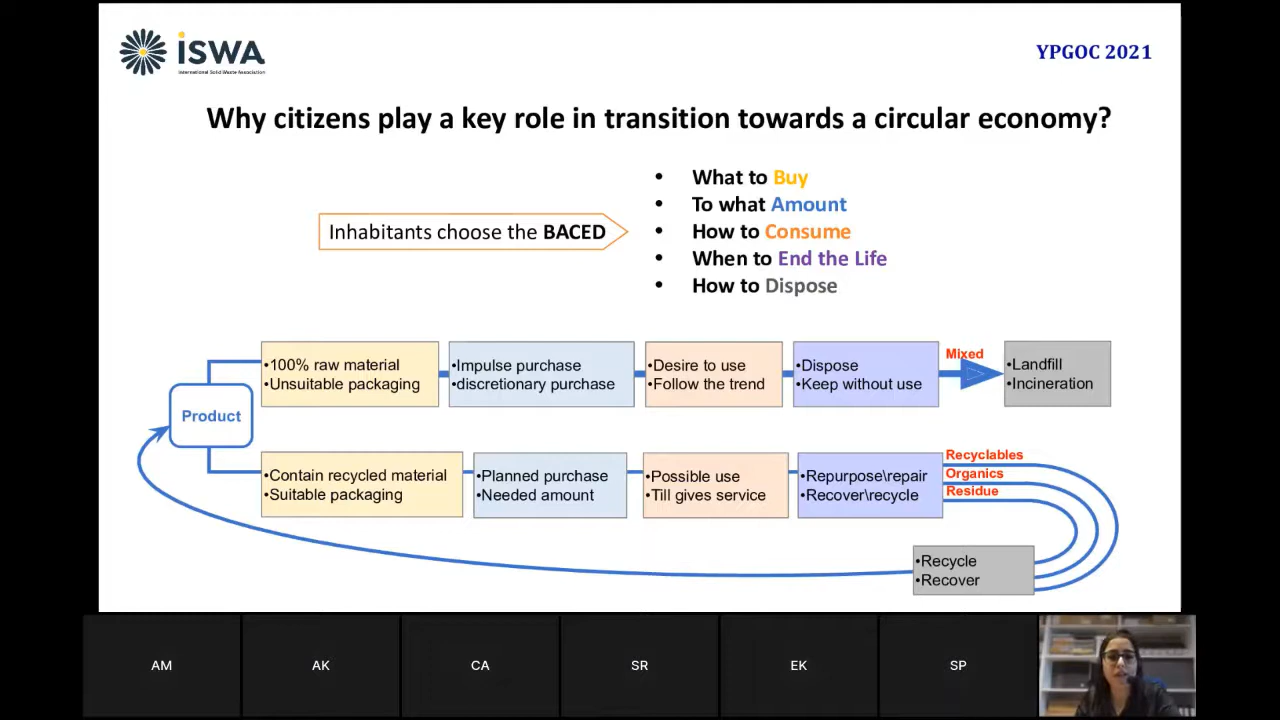 iSWA
International Solid Waste Association
YPGOC 2021
Why citizens play a key role in transition towards a circular economy?
Inhabitants choose the BACED
• What to Buy
• To what Amount
• How to Consume
• When to End the Life
• How to Dispose
Product
•100% raw material
•Unsuitable packaging
•Impulse purchase
•discretionary purchase
•Desire to use
•Follow the trend
•Dispose
•Keep without use
Mixed
•Landfill
•Incineration
•Contain recycled material
•Suitable packaging
•Planned purchase
•Needed amount
•Possible use
•Till gives service
•Repurpose\repair
•Recover\recycle
Recyclables
Organics
Residue
•Recycle
•Recover
AM
AK
CA
SR
EK
SP